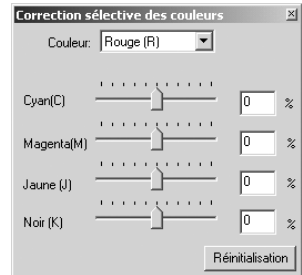 Correction sélective des couleurs
Couleur: Rouge (R)
Cyan(C) 0 %
Magenta(M) 0 %
Jaune (J) 0 %
Noir (K) 0 %
Réinitialisation